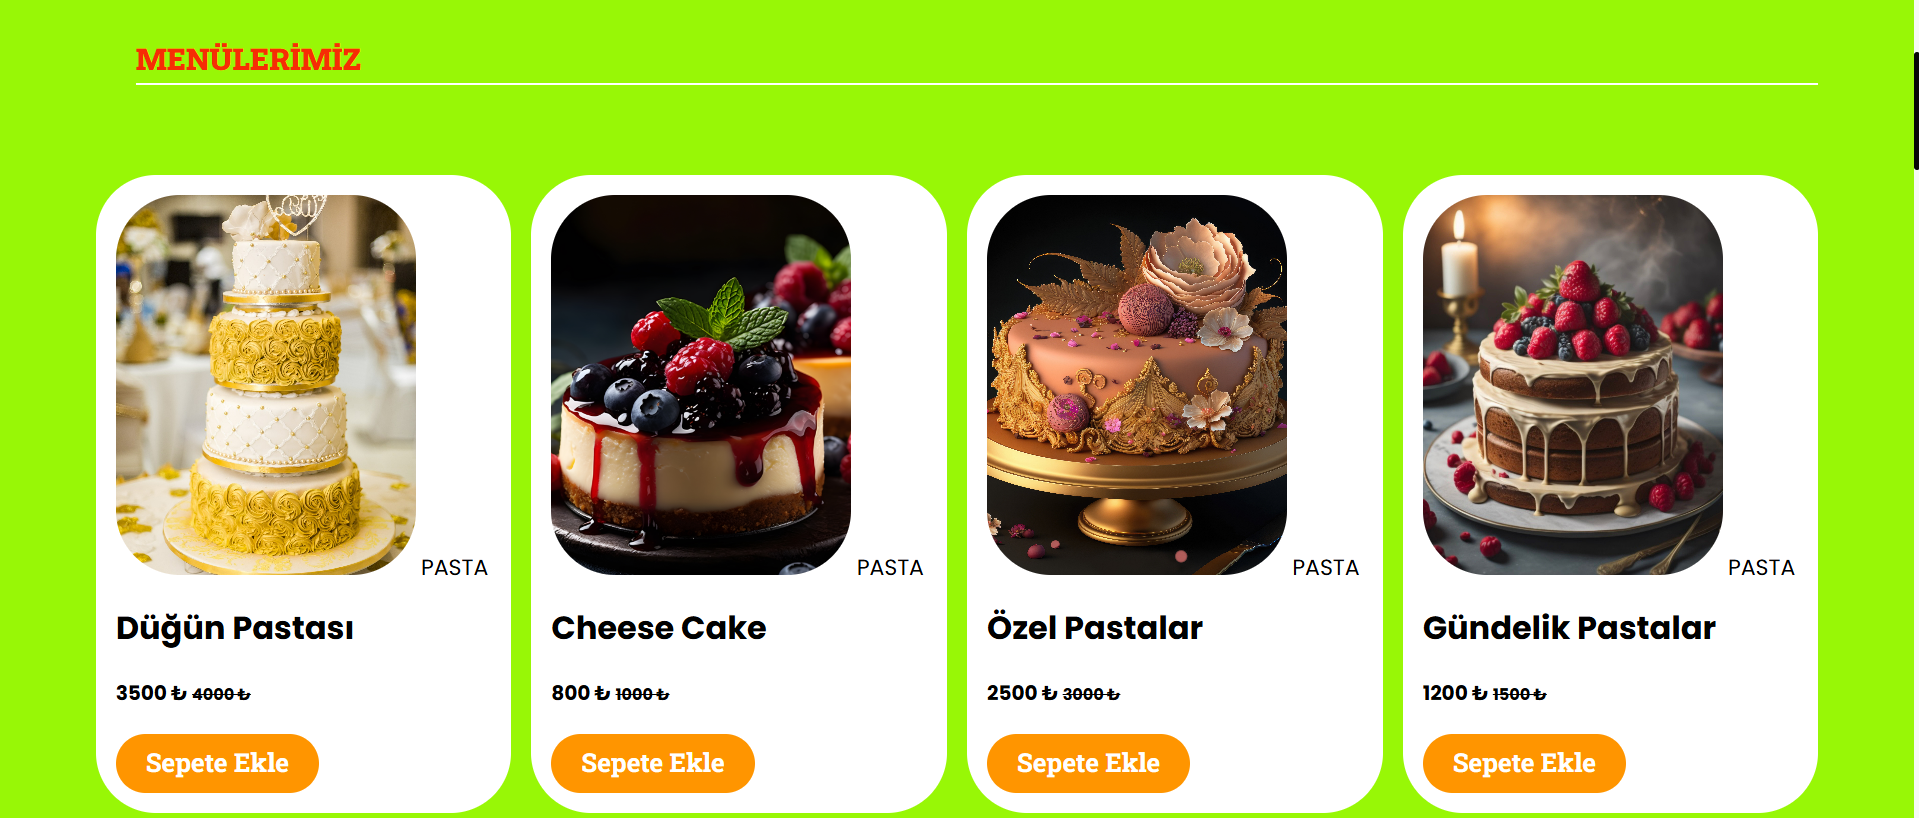 MENÜLERİMİZ
PASTA
Düğün Pastası
3500 ₺ 4000 ₺
Sepete Ekle
PASTA
Cheese Cake
800 ₺ 1000 ₺
Sepete Ekle
PASTA
Özel Pastalar
2500 ₺ 3000 ₺
Sepete Ekle
PASTA
Gündelik Pastalar
1200 ₺ 1500 ₺
Sepete Ekle